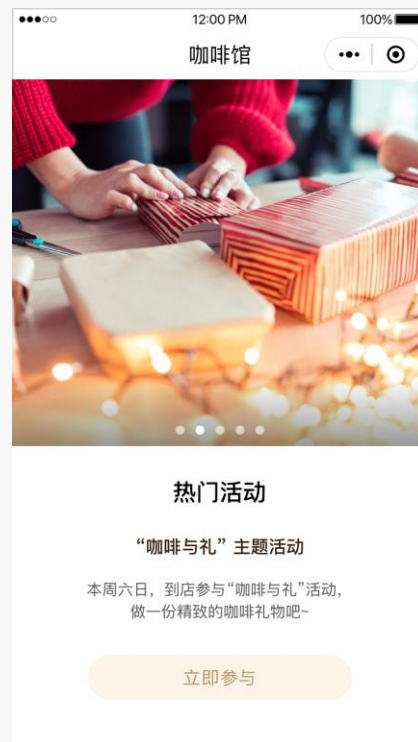 12:00 PM
100%
咖啡馆
热门活动
“咖啡与礼”主题活动
本周六日，到店参与“咖啡与礼”活动，
做一份精致的咖啡礼物吧~
立即参与